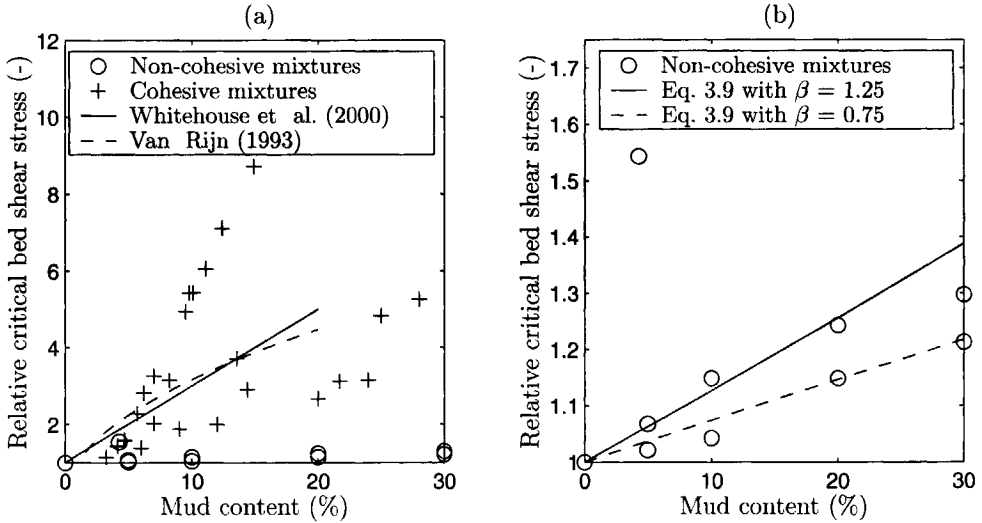 (a)
12
10
8
6
4
2
0
5
10
15
20
25
30
Relative critical bed shear stress (-)
Mud content (%)
Non-cohesive mixtures
Cohesive mixtures
Whitehouse et al. (2000)
Van Rijn (1993)
(b)
1.7
1.6
1.5
1.4
1.3
1.2
1.1
1
0
10
20
30
Relative critical bed shear stress (-)
Mud content (%)
Non-cohesive mixtures
Eq. 3.9 with β = 1.25
Eq. 3.9 with β = 0.75